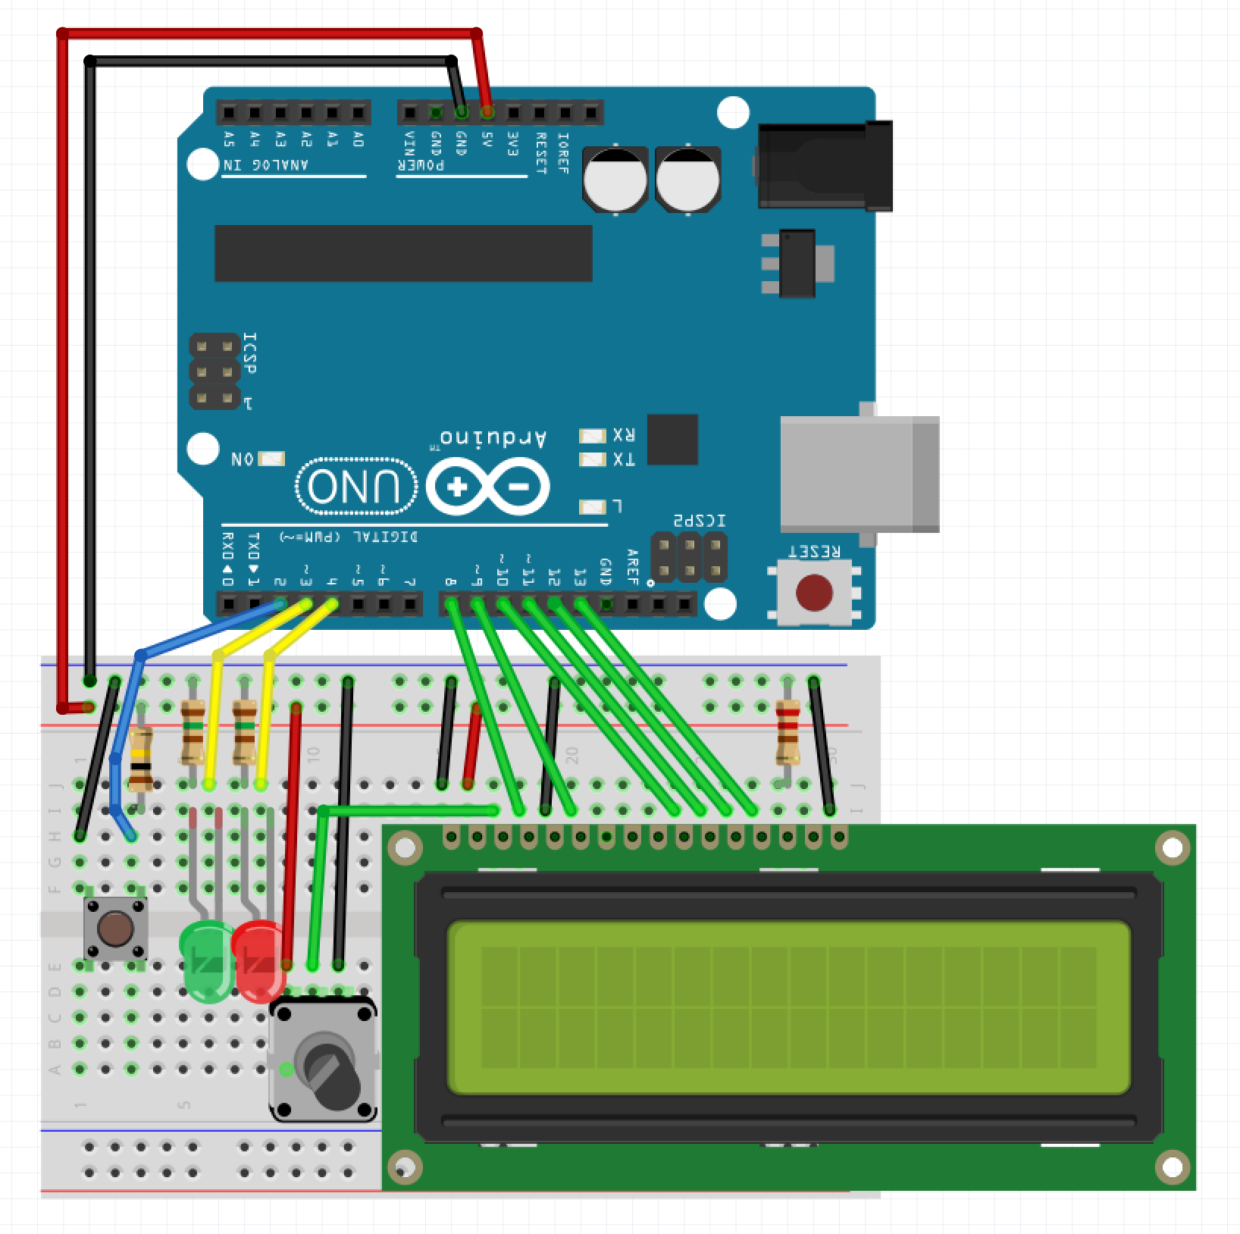 A5 A4 A3 A2 A1 A0
ANALOG IN
VIN GND GND 5V 3V3 RESET IOREF
POWER
ICSP
1
ON
UNO
Arduino
™
RX
TX
L
ICSP2
RESET
DIGITAL (PWM=~)
RX0◀0 TX0▶1 2 ~3 4 ~5 ~6 7
8 ~9 ~10 ~11 12 13 GND AREF
1 10 20 30
J J
I I
H
G
F
E
D
C
B
A
1 5